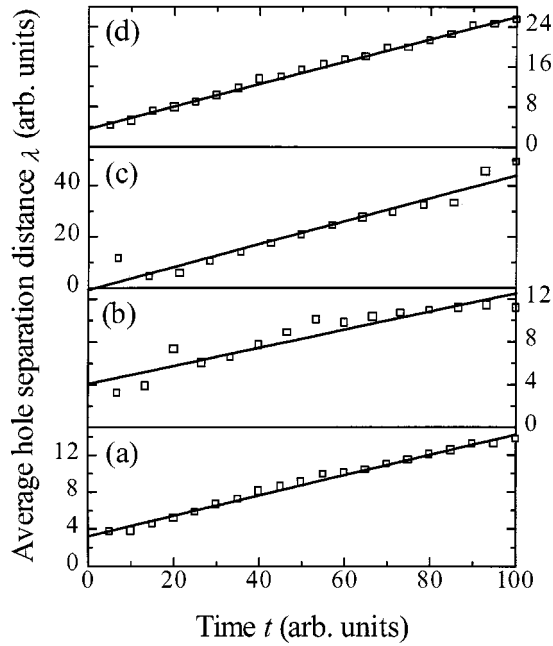 Average hole separation distance λ (arb. units)
(d)
24
16
8
0
(c)
40
20
0
(b)
12
8
4
0
(a)
12
8
4
0
0 20 40 60 80 100
Time t (arb. units)